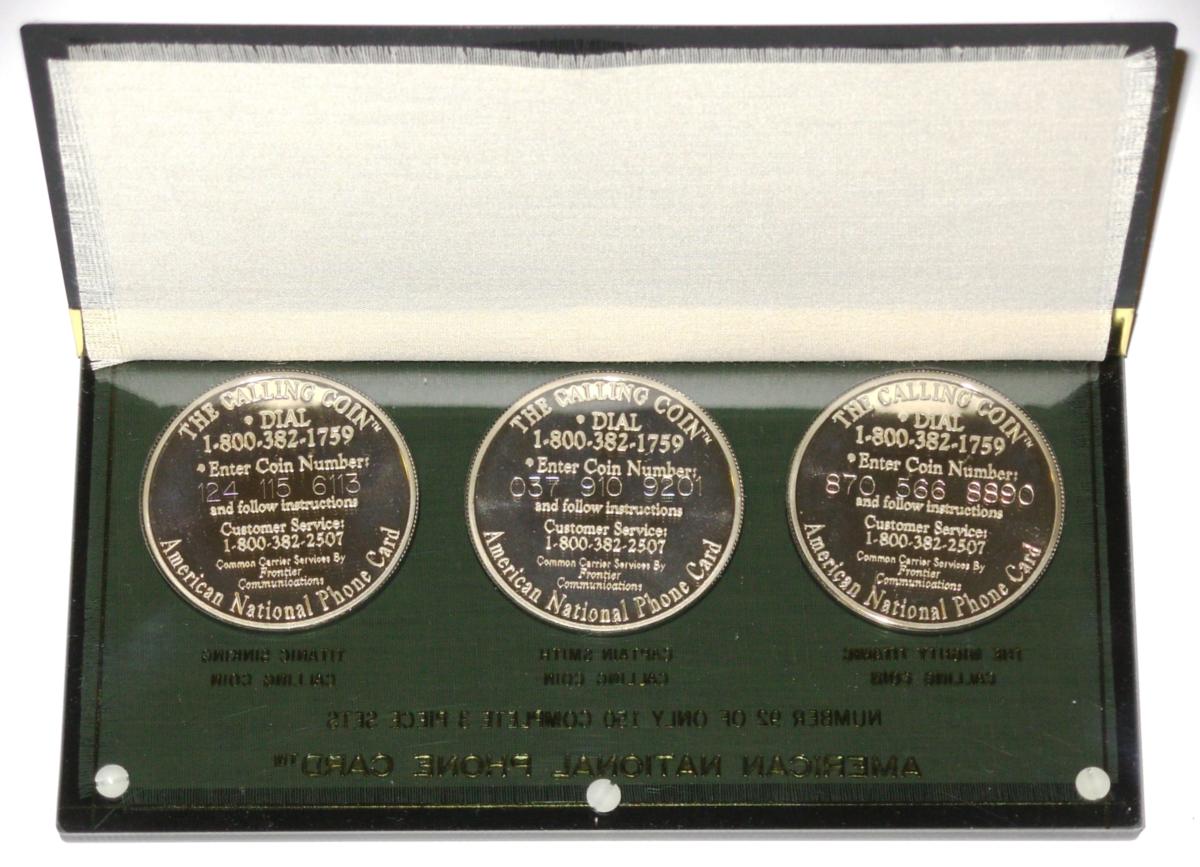 THE CALLING COIN™
• DIAL
1-800-382-1759
• Enter Coin Number:
124 115 6113
and follow instructions
Customer Service:
1-800-382-2507
Common Carrier Services By
Frontier
Communications
American National Phone Card
THE CALLING COIN™
• DIAL
1-800-382-1759
• Enter Coin Number:
037 910 9201
and follow instructions
Customer Service:
1-800-382-2507
Common Carrier Services By
Frontier
Communications
American National Phone Card
THE CALLING COIN™
• DIAL
1-800-382-1759
• Enter Coin Number:
870 566 8890
and follow instructions
Customer Service:
1-800-382-2507
Common Carrier Services By
Frontier
Communications
American National Phone Card
TITANIC SINKING
CALLING COIN
CAPTAIN SMITH
CALLING COIN
THE MIGHTY TITANIC
CALLING COIN
NUMBER 92 OF ONLY 150 COMPLETE 3 PIECE SETS
AMERICAN NATIONAL PHONE CARD™